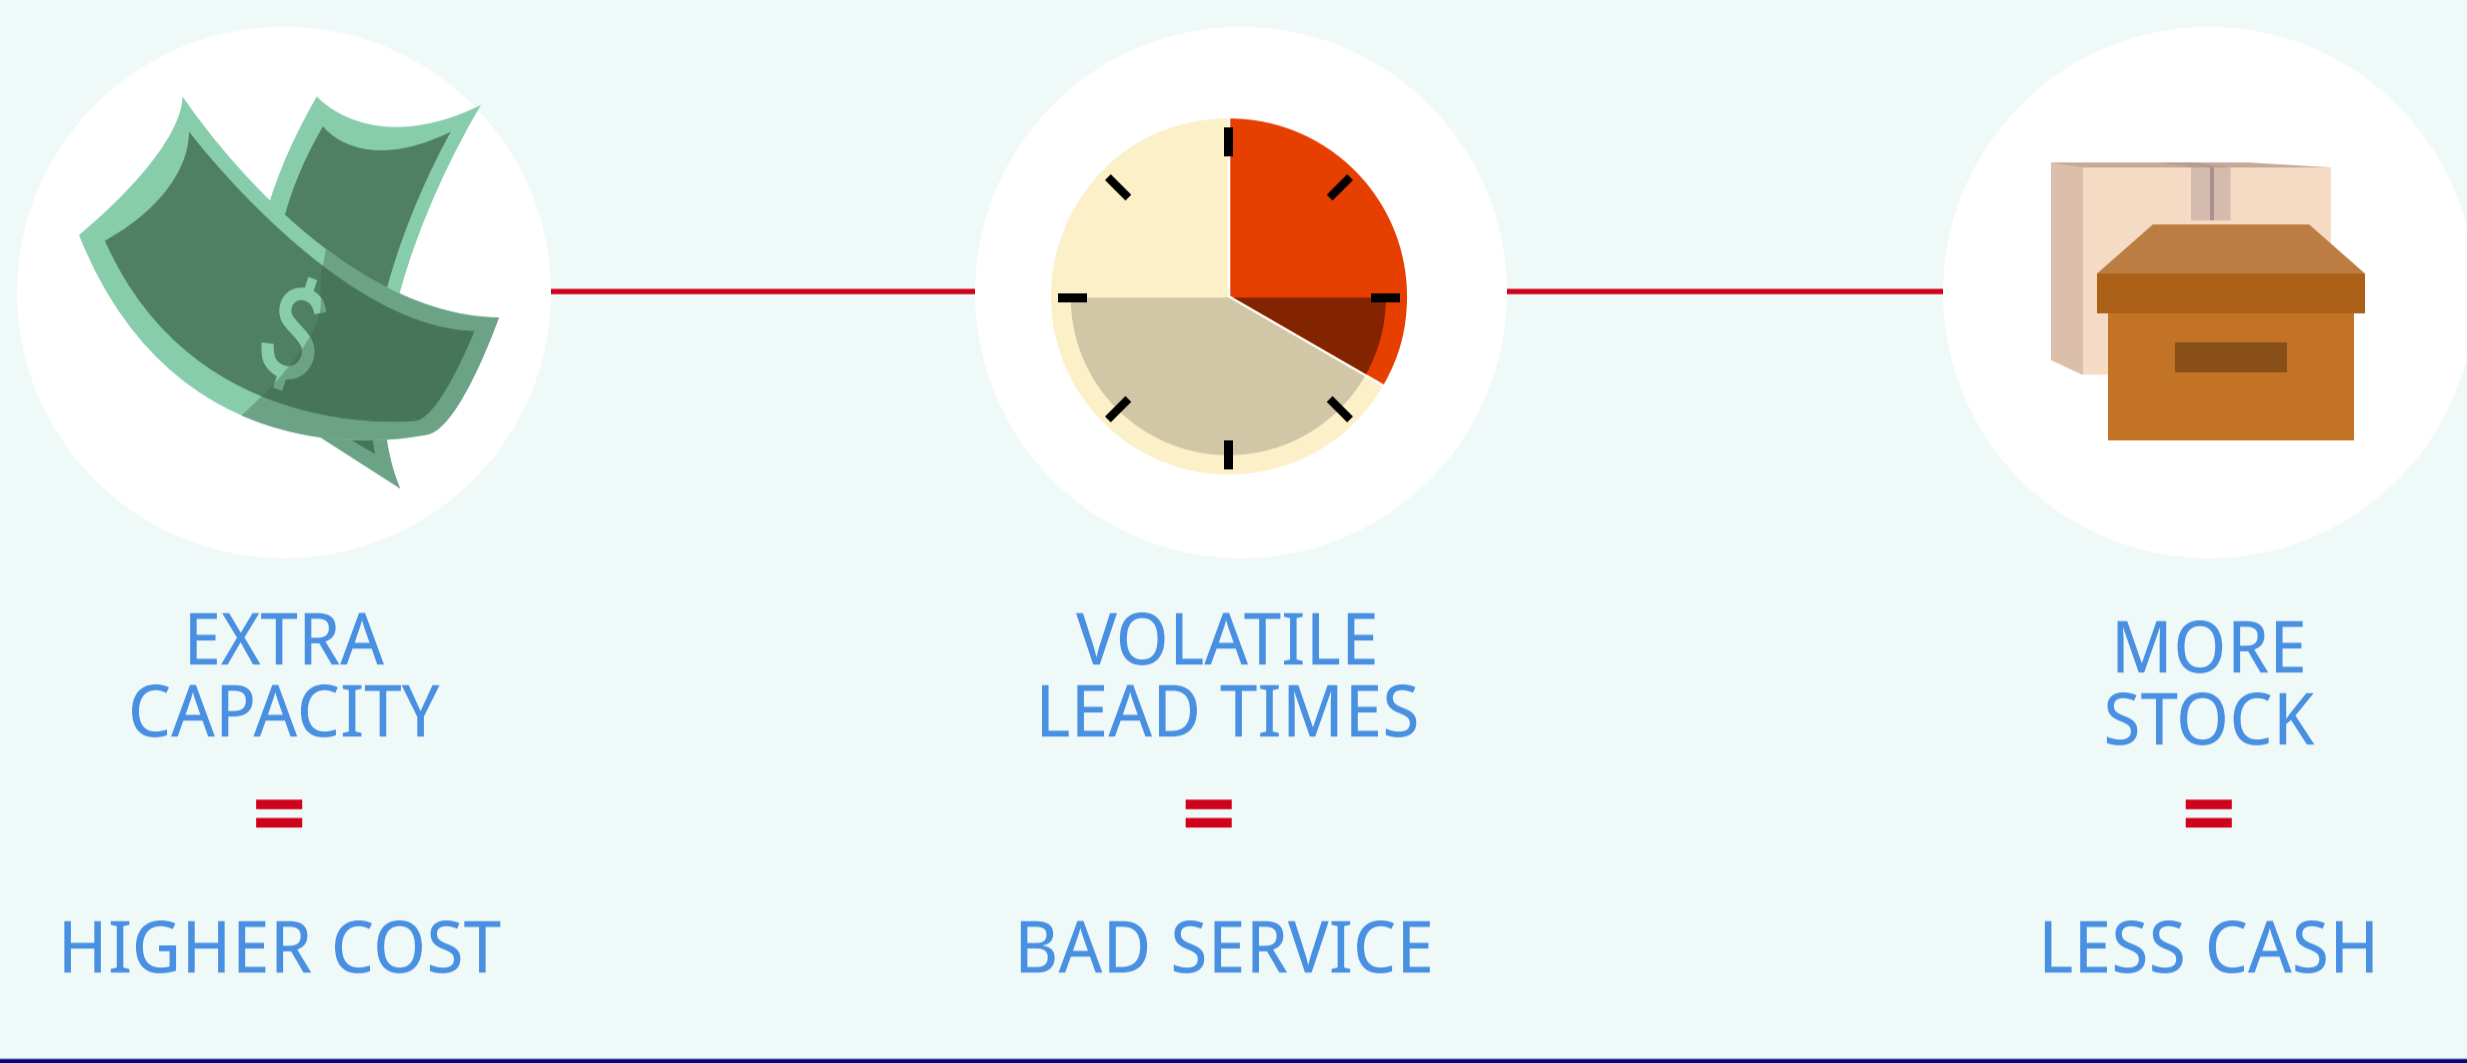 $
EXTRA
CAPACITY
=
HIGHER COST
VOLATILE
LEAD TIMES
=
BAD SERVICE
MORE
STOCK
=
LESS CASH